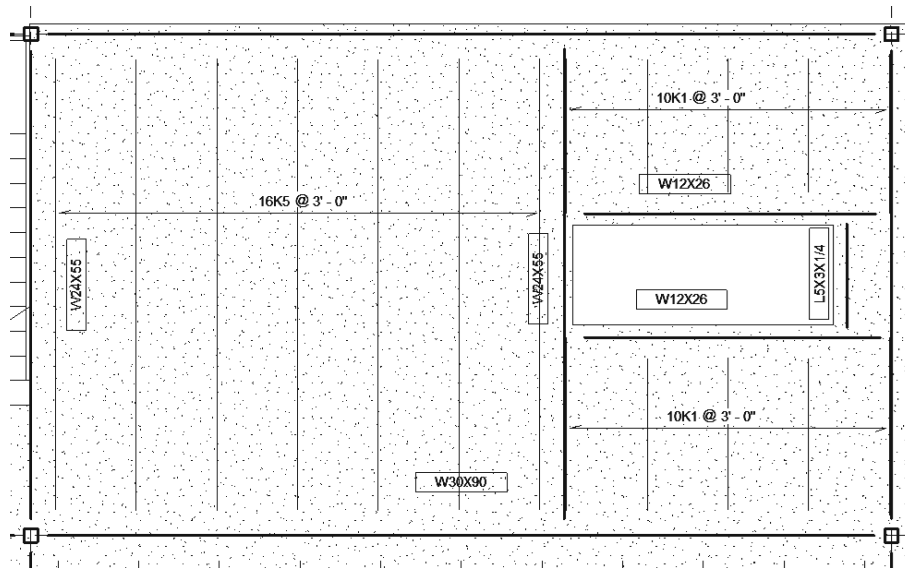 10K1 @ 3' - 0"
W12X26
16K5 @ 3' - 0"
W24X55
W24X55
L5X3X1/4
W12X26
10K1 @ 3' - 0"
W30X90